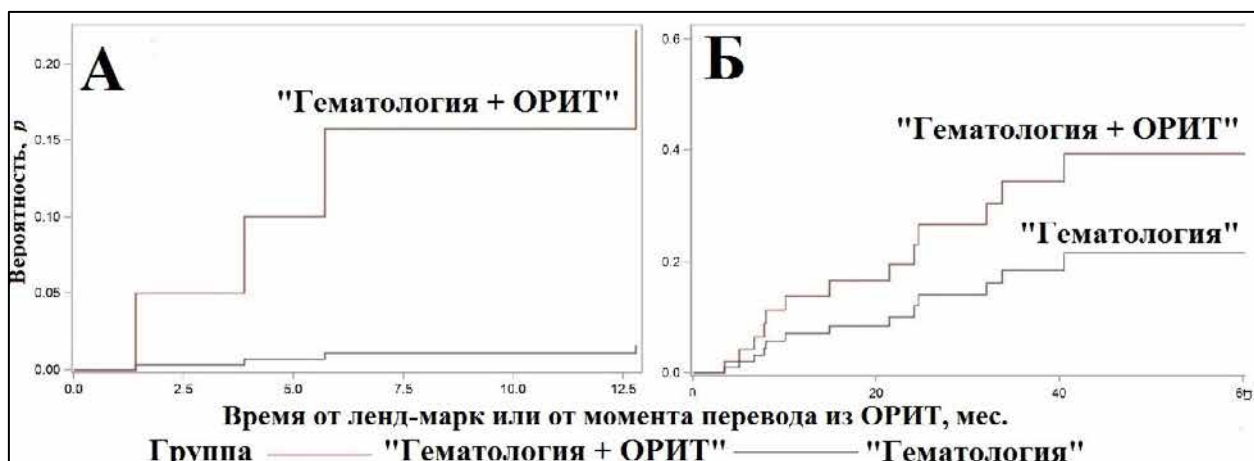 А
Б
"Гематология + ОРИТ"
"Гематология + ОРИТ"
"Гематология"
Вероятность, p
0.20
0.15
0.10
0.05
0.00
0.0
2.5
5.0
7.5
10.0
12.5
0.6
0.4
0.2
0.0
0
20
40
Время от ленд-марк или от момента перевода из ОРИТ, мес.
Группа "Гематология + ОРИТ" "Гематология"